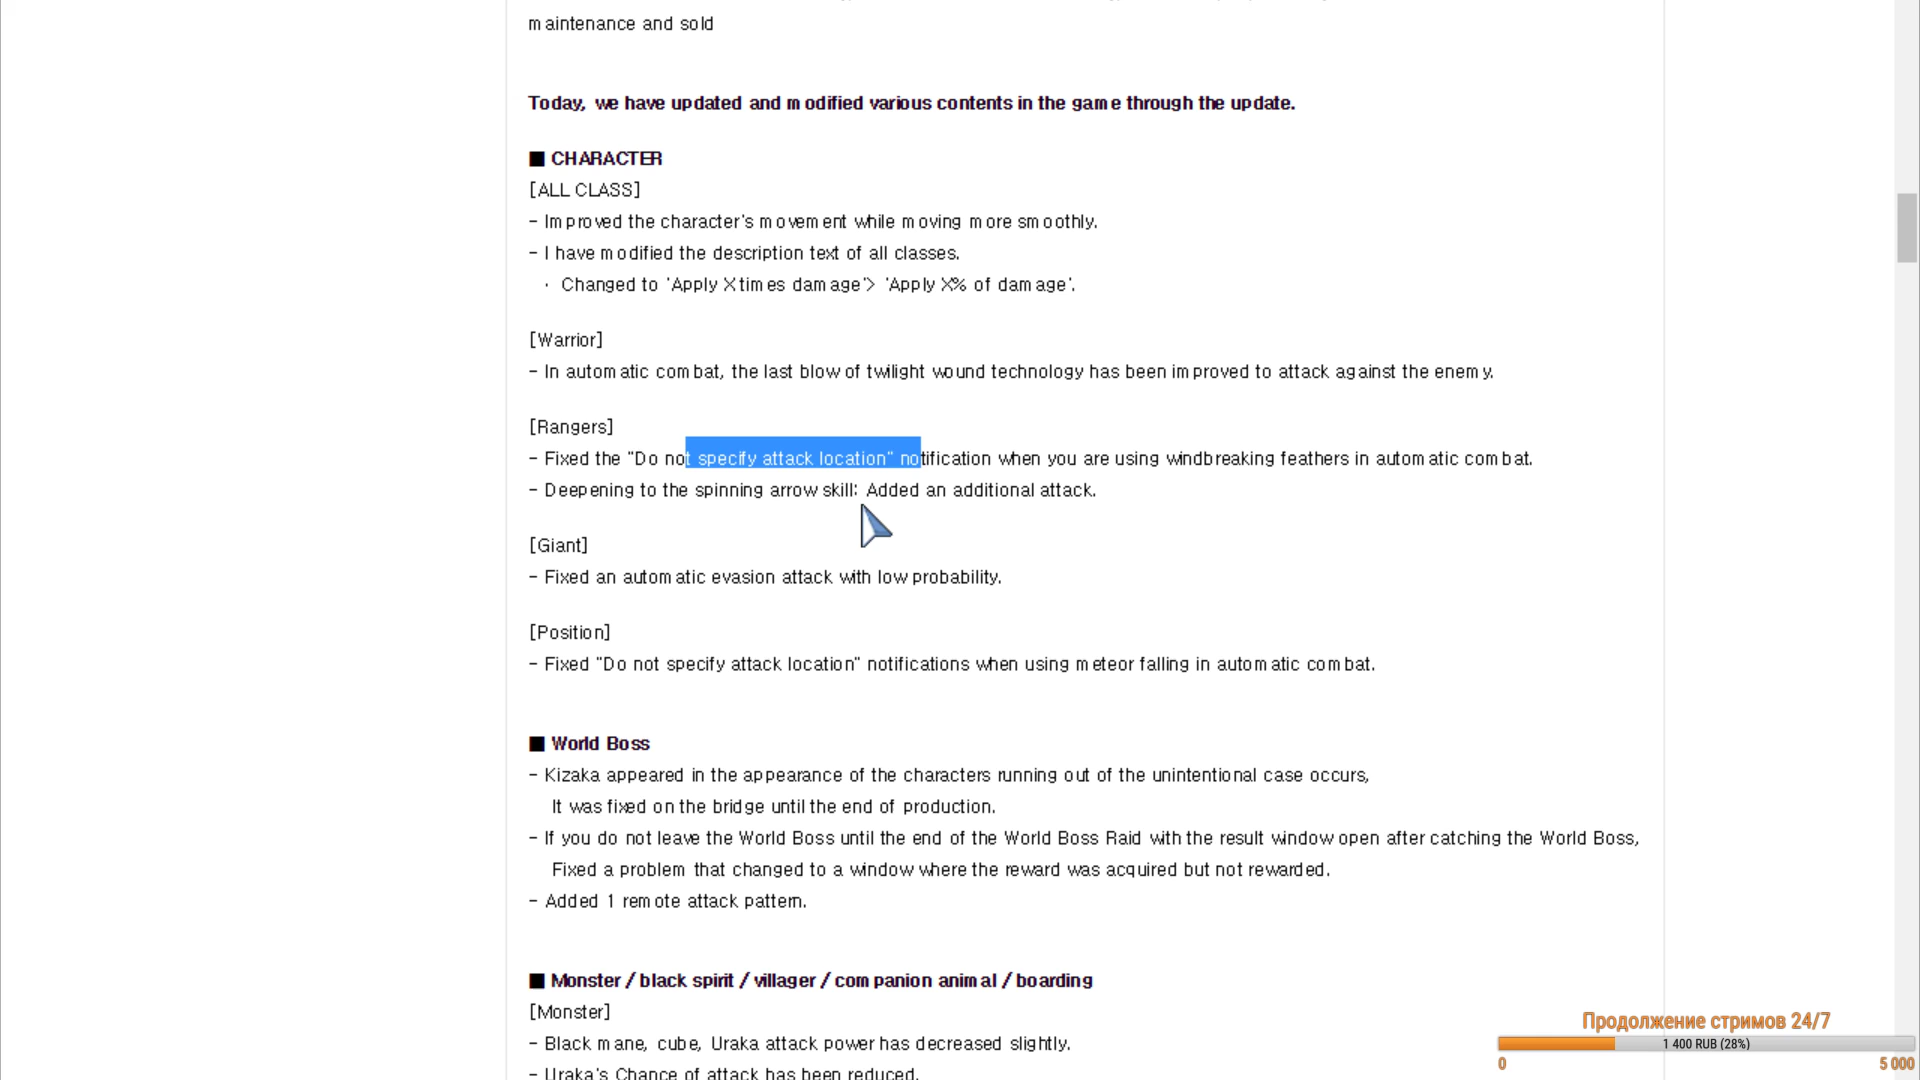 maintenance and sold
Today, we have updated and modified various contents in the game through the update.
■ CHARACTER
[ALL CLASS]
- Improved the character's movement while moving more smoothly.
- I have modified the description text of all classes.
· Changed to 'Apply X times damage'> 'Apply X% of damage'.
[Warrior]
- In automatic combat, the last blow of twilight wound technology has been improved to attack against the enemy.
[Rangers]
- Fixed the "Do not specify attack location" notification when you are using windbreaking feathers in automatic combat.
- Deepening to the spinning arrow skill: Added an additional attack.
[Giant]
- Fixed an automatic evasion attack with low probability.
[Position]
- Fixed "Do not specify attack location" notifications when using meteor falling in automatic combat.
■ World Boss
- Kizaka appeared in the appearance of the characters running out of the unintentional case occurs,
It was fixed on the bridge until the end of production.
- If you do not leave the World Boss until the end of the World Boss Raid with the result window open after catching the World Boss,
Fixed a problem that changed to a window where the reward was acquired but not rewarded.
- Added 1 remote attack pattern.
■ Monster / black spirit / villager / companion animal / boarding
[Monster]
- Black mane, cube, Uraka attack power has decreased slightly.
- Uraka's Chance of attack has been reduced.
Продолжение стримов 24/7
1 400 RUB (28%)
0 5 000